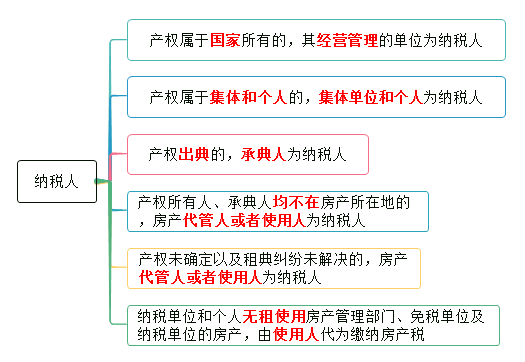 纳税人
产权属于国家所有的，其经营管理的单位为纳税人
产权属于集体和个人的，集体单位和个人为纳税人
产权出典的，承典人为纳税人
产权所有人、承典人均不在房产所在地的
，房产代管人或者使用人为纳税人
产权未确定以及租典纠纷未解决的，房产
代管人或者使用人为纳税人
纳税单位和个人无租使用房产管理部门、免税单位及
纳税单位的房产，由使用人代为缴纳房产税